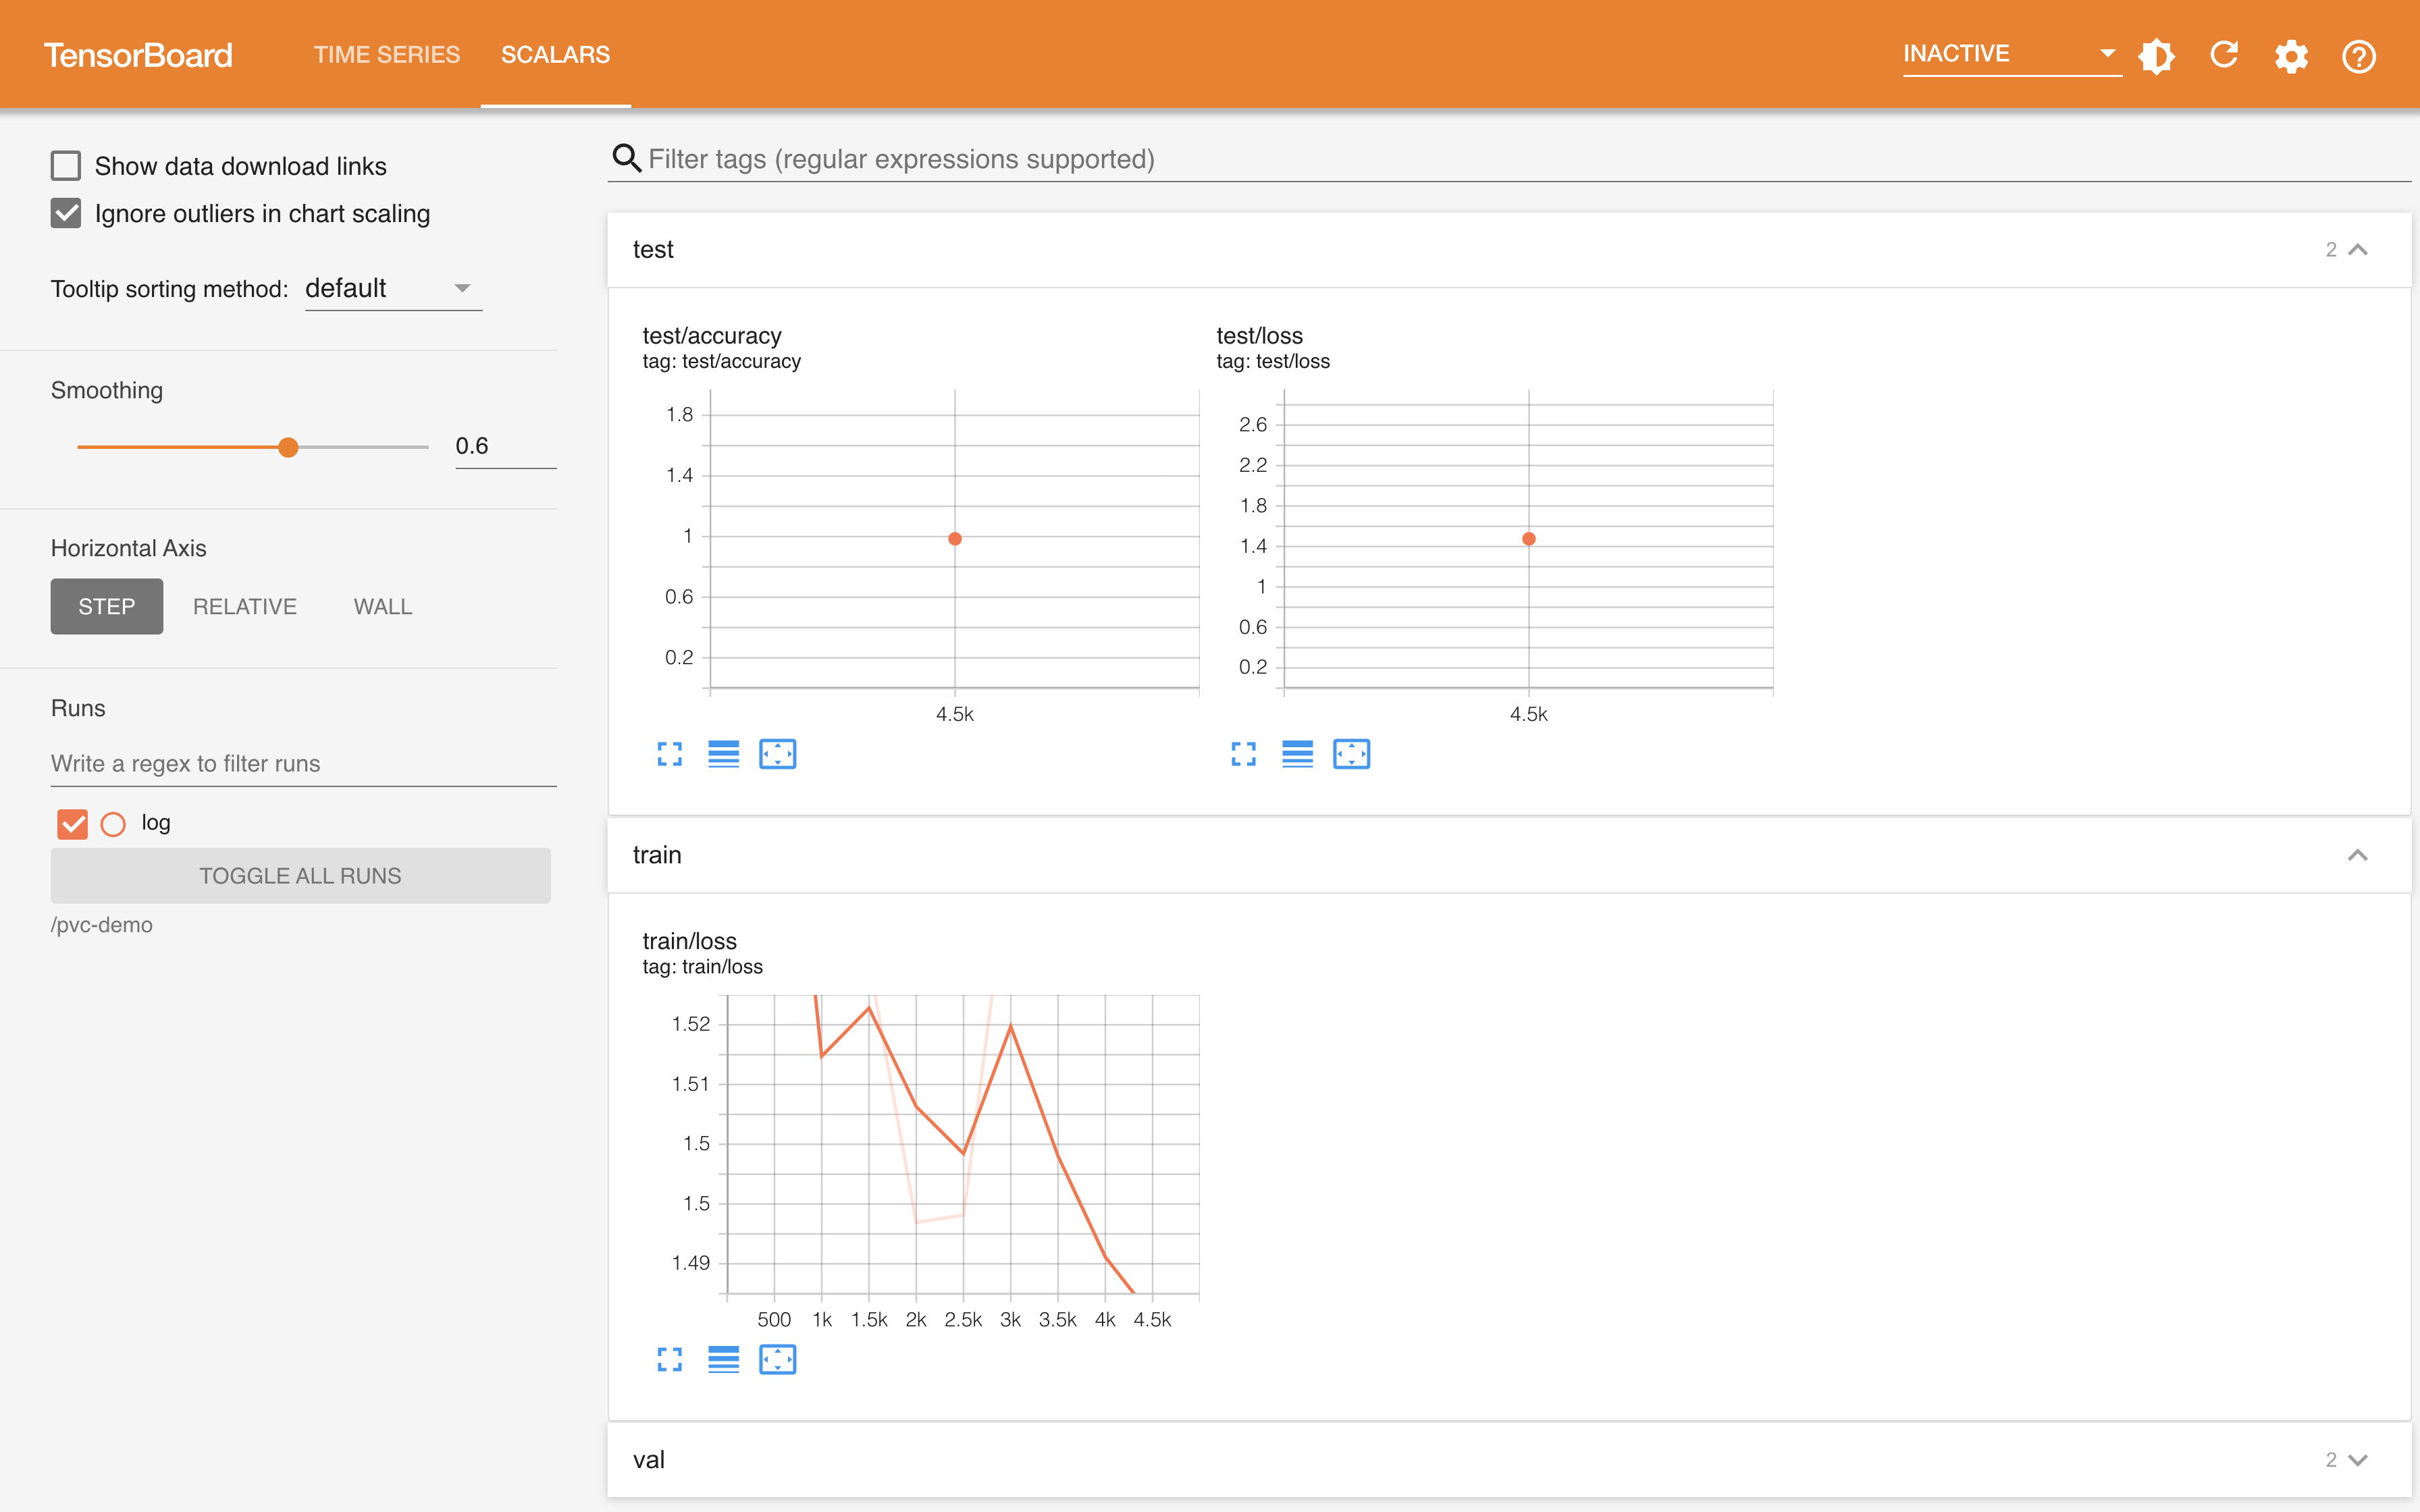 TensorBoard
TIME SERIES
SCALARS
INACTIVE
Show data download links
Ignore outliers in chart scaling
Tooltip sorting method: default
Smoothing
0.6
Horizontal Axis
STEP
RELATIVE
WALL
Runs
Write a regex to filter runs
log
TOGGLE ALL RUNS
/pvc-demo
Filter tags (regular expressions supported)
test
2
test/accuracy
tag: test/accuracy
1.8
1.4
1
0.6
0.2
4.5k
test/loss
tag: test/loss
2.6
2.2
1.8
1.4
1
0.6
0.2
4.5k
train
train/loss
tag: train/loss
1.52
1.51
1.5
1.5
1.49
500 1k 1.5k 2k 2.5k 3k 3.5k 4k 4.5k
val
2